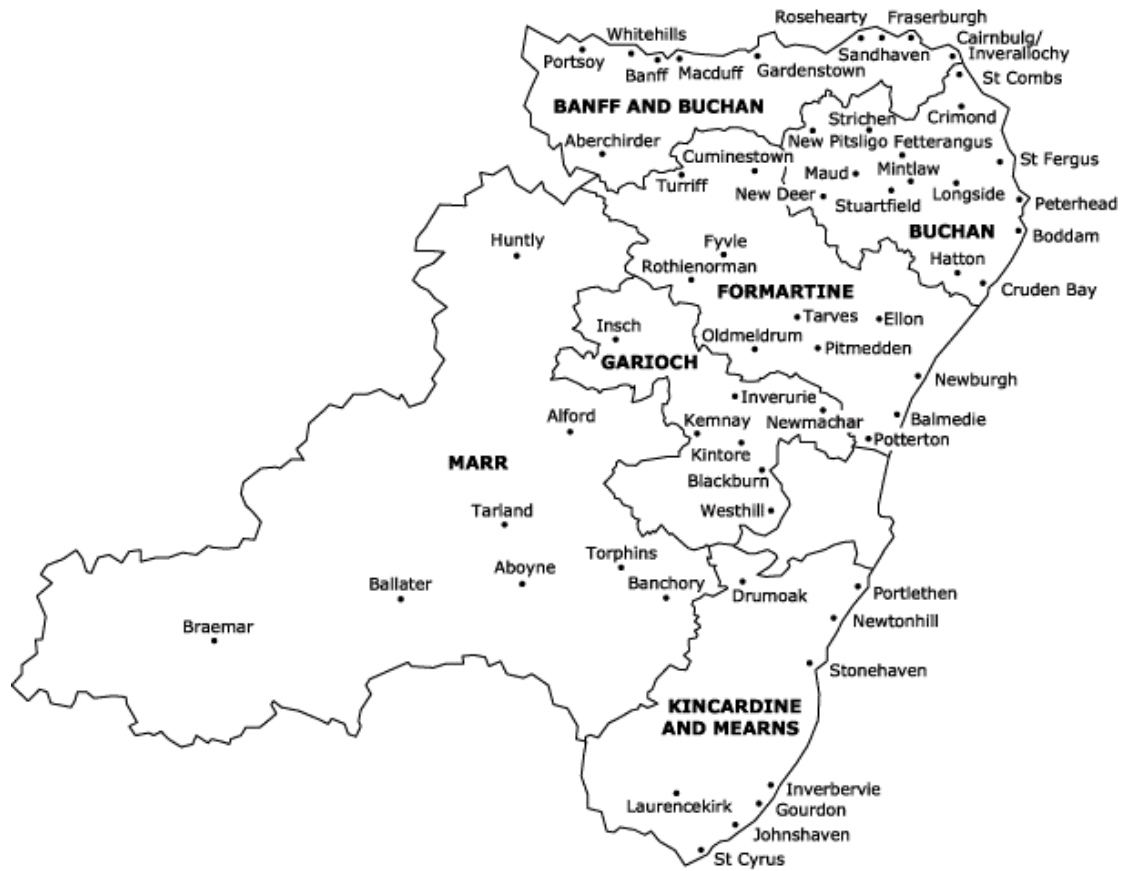 Rosehearty
Fraserburgh
Whitehills
Cairnbulg/
Inverallochy
Portsoy
Banff
Macduff
Gardenstown
Sandhaven
St Combs
BANFF AND BUCHAN
Strichen
Crimond
Aberchirder
New Pitsligo
Fetterangus
Cuminestown
St Fergus
Turriff
Maud
Mintlaw
New Deer
Stuartfield
Longside
Peterhead
BUCHAN
Boddam
Huntly
Fyvie
Hatton
Rothienorman
Cruden Bay
FORMARTINE
Insch
Tarves
Ellon
Oldmeldrum
Pitmedden
GARIOCH
Newburgh
Inverurie
Alford
Kemnay
Newmachar
Balmedie
Potterton
Kintore
MARR
Blackburn
Tarland
Westhill
Torphins
Aboyne
Ballater
Banchory
Drumoak
Portlethen
Braemar
Newtonhill
Stonehaven
KINCARDINE
AND MEARNS
Inverbervie
Laurencekirk
Gourdon
Johnshaven
St Cyrus